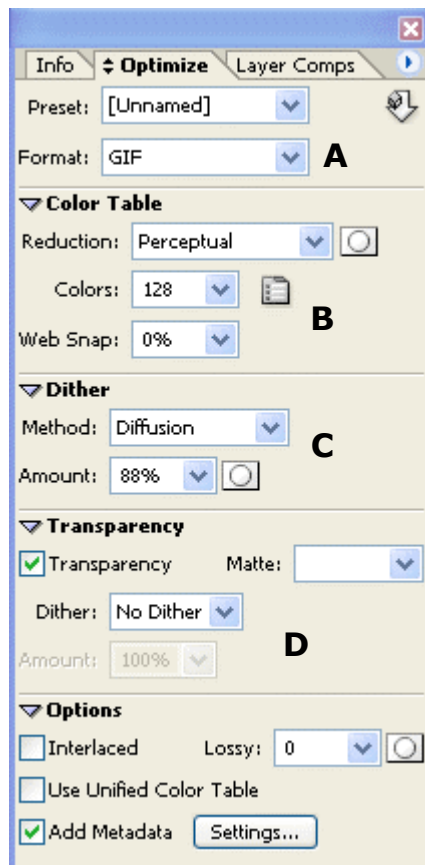 Info Optimize Layer Comps
Preset: [Unnamed]
Format: GIF A
Color Table
Reduction: Perceptual
Colors: 128
B
Web Snap: 0%
Dither
Method: Diffusion
C
Amount: 88%
Transparency
Transparency Matte:
Dither: No Dither
D
Amount: 100%
Options
Interlaced Lossy: 0
Use Unified Color Table
Add Metadata Settings...